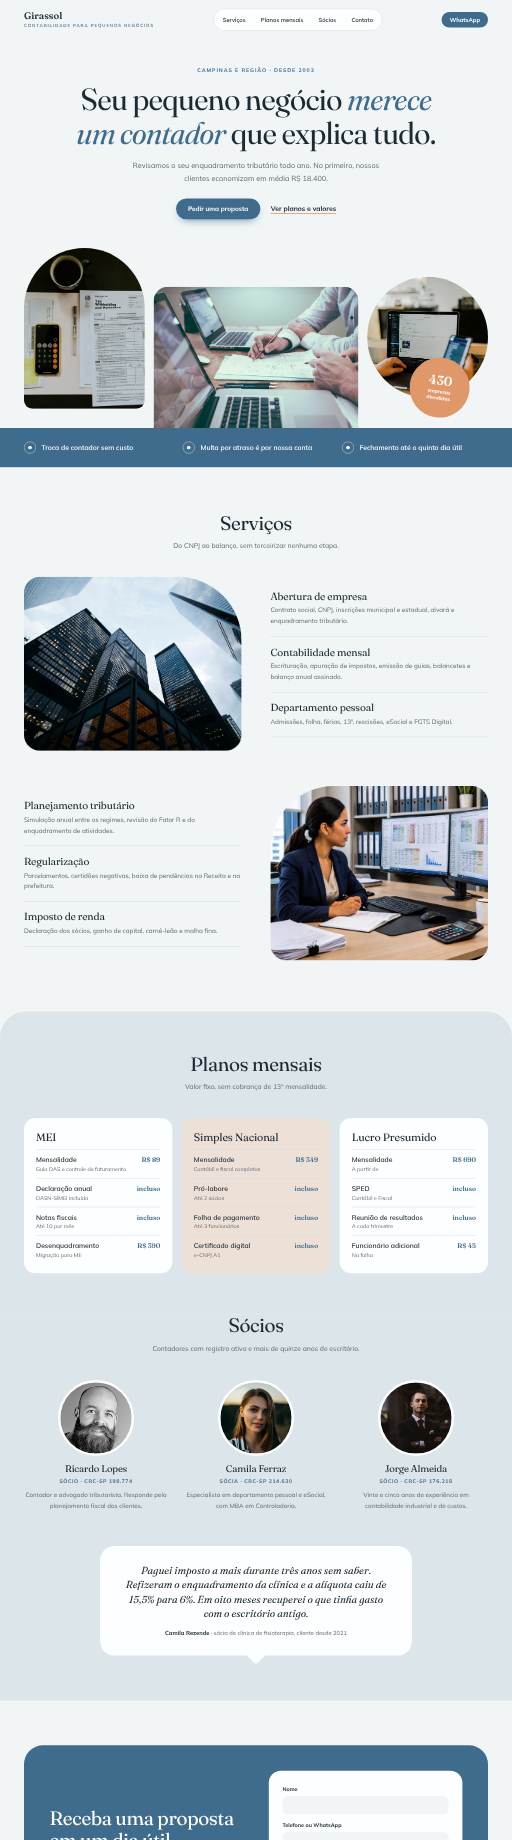 Girassol
CONTABILIDADE PARA PEQUENOS NEGÓCIOS
Serviços
Planos mensais
Sócios
Contato
WhatsApp
CAMPINAS E REGIÃO · DESDE 2003
Seu pequeno negócio merece
um contador que explica tudo.
Revisamos o seu enquadramento tributário todo ano. No primeiro, nossos
clientes economizam em média R$ 18.400.
Pedir uma proposta
Ver planos e valores
430
empresas
atendidas
Troca de contador sem custo
Multa por atraso é por nossa conta
Fechamento até o quinto dia útil
Serviços
Do CNPJ ao balanço, sem terceirizar nenhuma etapa.
Abertura de empresa
Contrato social, CNPJ, inscrições municipal e estadual, alvará e
enquadramento tributário.
Contabilidade mensal
Escrituração, apuração de impostos, emissão de guias, balancetes e
balanço anual assinado.
Departamento pessoal
Admissões, folha, férias, 13º, rescisões, eSocial e FGTS Digital.
Planejamento tributário
Simulação anual entre os regimes, revisão do Fator R e do
enquadramento de atividades.
Regularização
Parcelamentos, certidões negativas, baixa de pendências na Receita e na
prefeitura.
Imposto de renda
Declaração dos sócios, ganho de capital, carnê-leão e malha fina.
Planos mensais
Valor fixo, sem cobrança de 13ª mensalidade.
MEI
Mensalidade R$ 89
Guia DAS e controle de faturamento
Declaração anual incluso
DASN-SIMEI incluída
Notas fiscais incluso
Até 10 por mês
Desenquadramento R$ 390
Migração para ME
Simples Nacional
Mensalidade R$ 349
Contábil e fiscal completos
Pró-labore incluso
Até 2 sócios
Folha de pagamento incluso
Até 3 funcionários
Certificado digital incluso
e-CNPJ A1
Lucro Presumido
Mensalidade R$ 690
A partir de
SPED incluso
Contábil e Fiscal
Reunião de resultados incluso
A cada trimestre
Funcionário adicional R$ 45
Na folha
Sócios
Contadores com registro ativo e mais de quinze anos de escritório.
Ricardo Lopes
SÓCIO · CRC-SP 198.774
Contador e advogado tributarista. Responde pelo
planejamento fiscal dos clientes.
Camila Ferraz
SÓCIA · CRC-SP 214.630
Especialista em departamento pessoal e eSocial,
com MBA em Controladoria.
Jorge Almeida
SÓCIO · CRC-SP 176.218
Vinte e cinco anos de experiência em
contabilidade industrial e de custos.
Paguei imposto a mais durante três anos sem saber.
Refizeram o enquadramento da clínica e a alíquota caiu de
15,5% para 6%. Em oito meses recuperei o que tinha gasto
com o escritório antigo.
Camila Rezende · sócia de clínica de fisioterapia, cliente desde 2021
Receba uma proposta
em um dia útil
Nome
Telefone ou WhatsApp